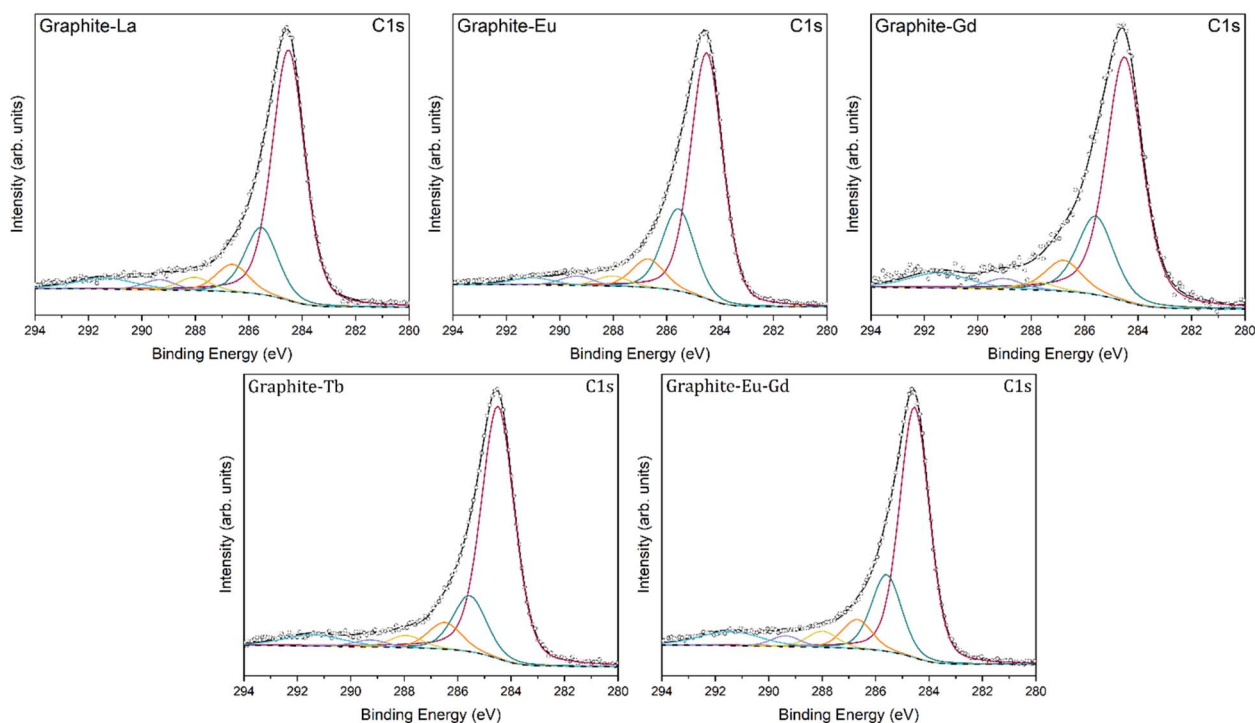 Graphite-La C1s
Intensity (arb. units)
294 292 290 288 286 284 282 280
Binding Energy (eV)
Graphite-Eu C1s
Intensity (arb. units)
294 292 290 288 286 284 282 280
Binding Energy (eV)
Graphite-Gd C1s
Intensity (arb. units)
294 292 290 288 286 284 282 280
Binding Energy (eV)
Graphite-Tb C1s
Intensity (arb. units)
294 292 290 288 286 284 282 280
Binding Energy (eV)
Graphite-Eu-Gd C1s
Intensity (arb. units)
294 292 290 288 286 284 282 280
Binding Energy (eV)